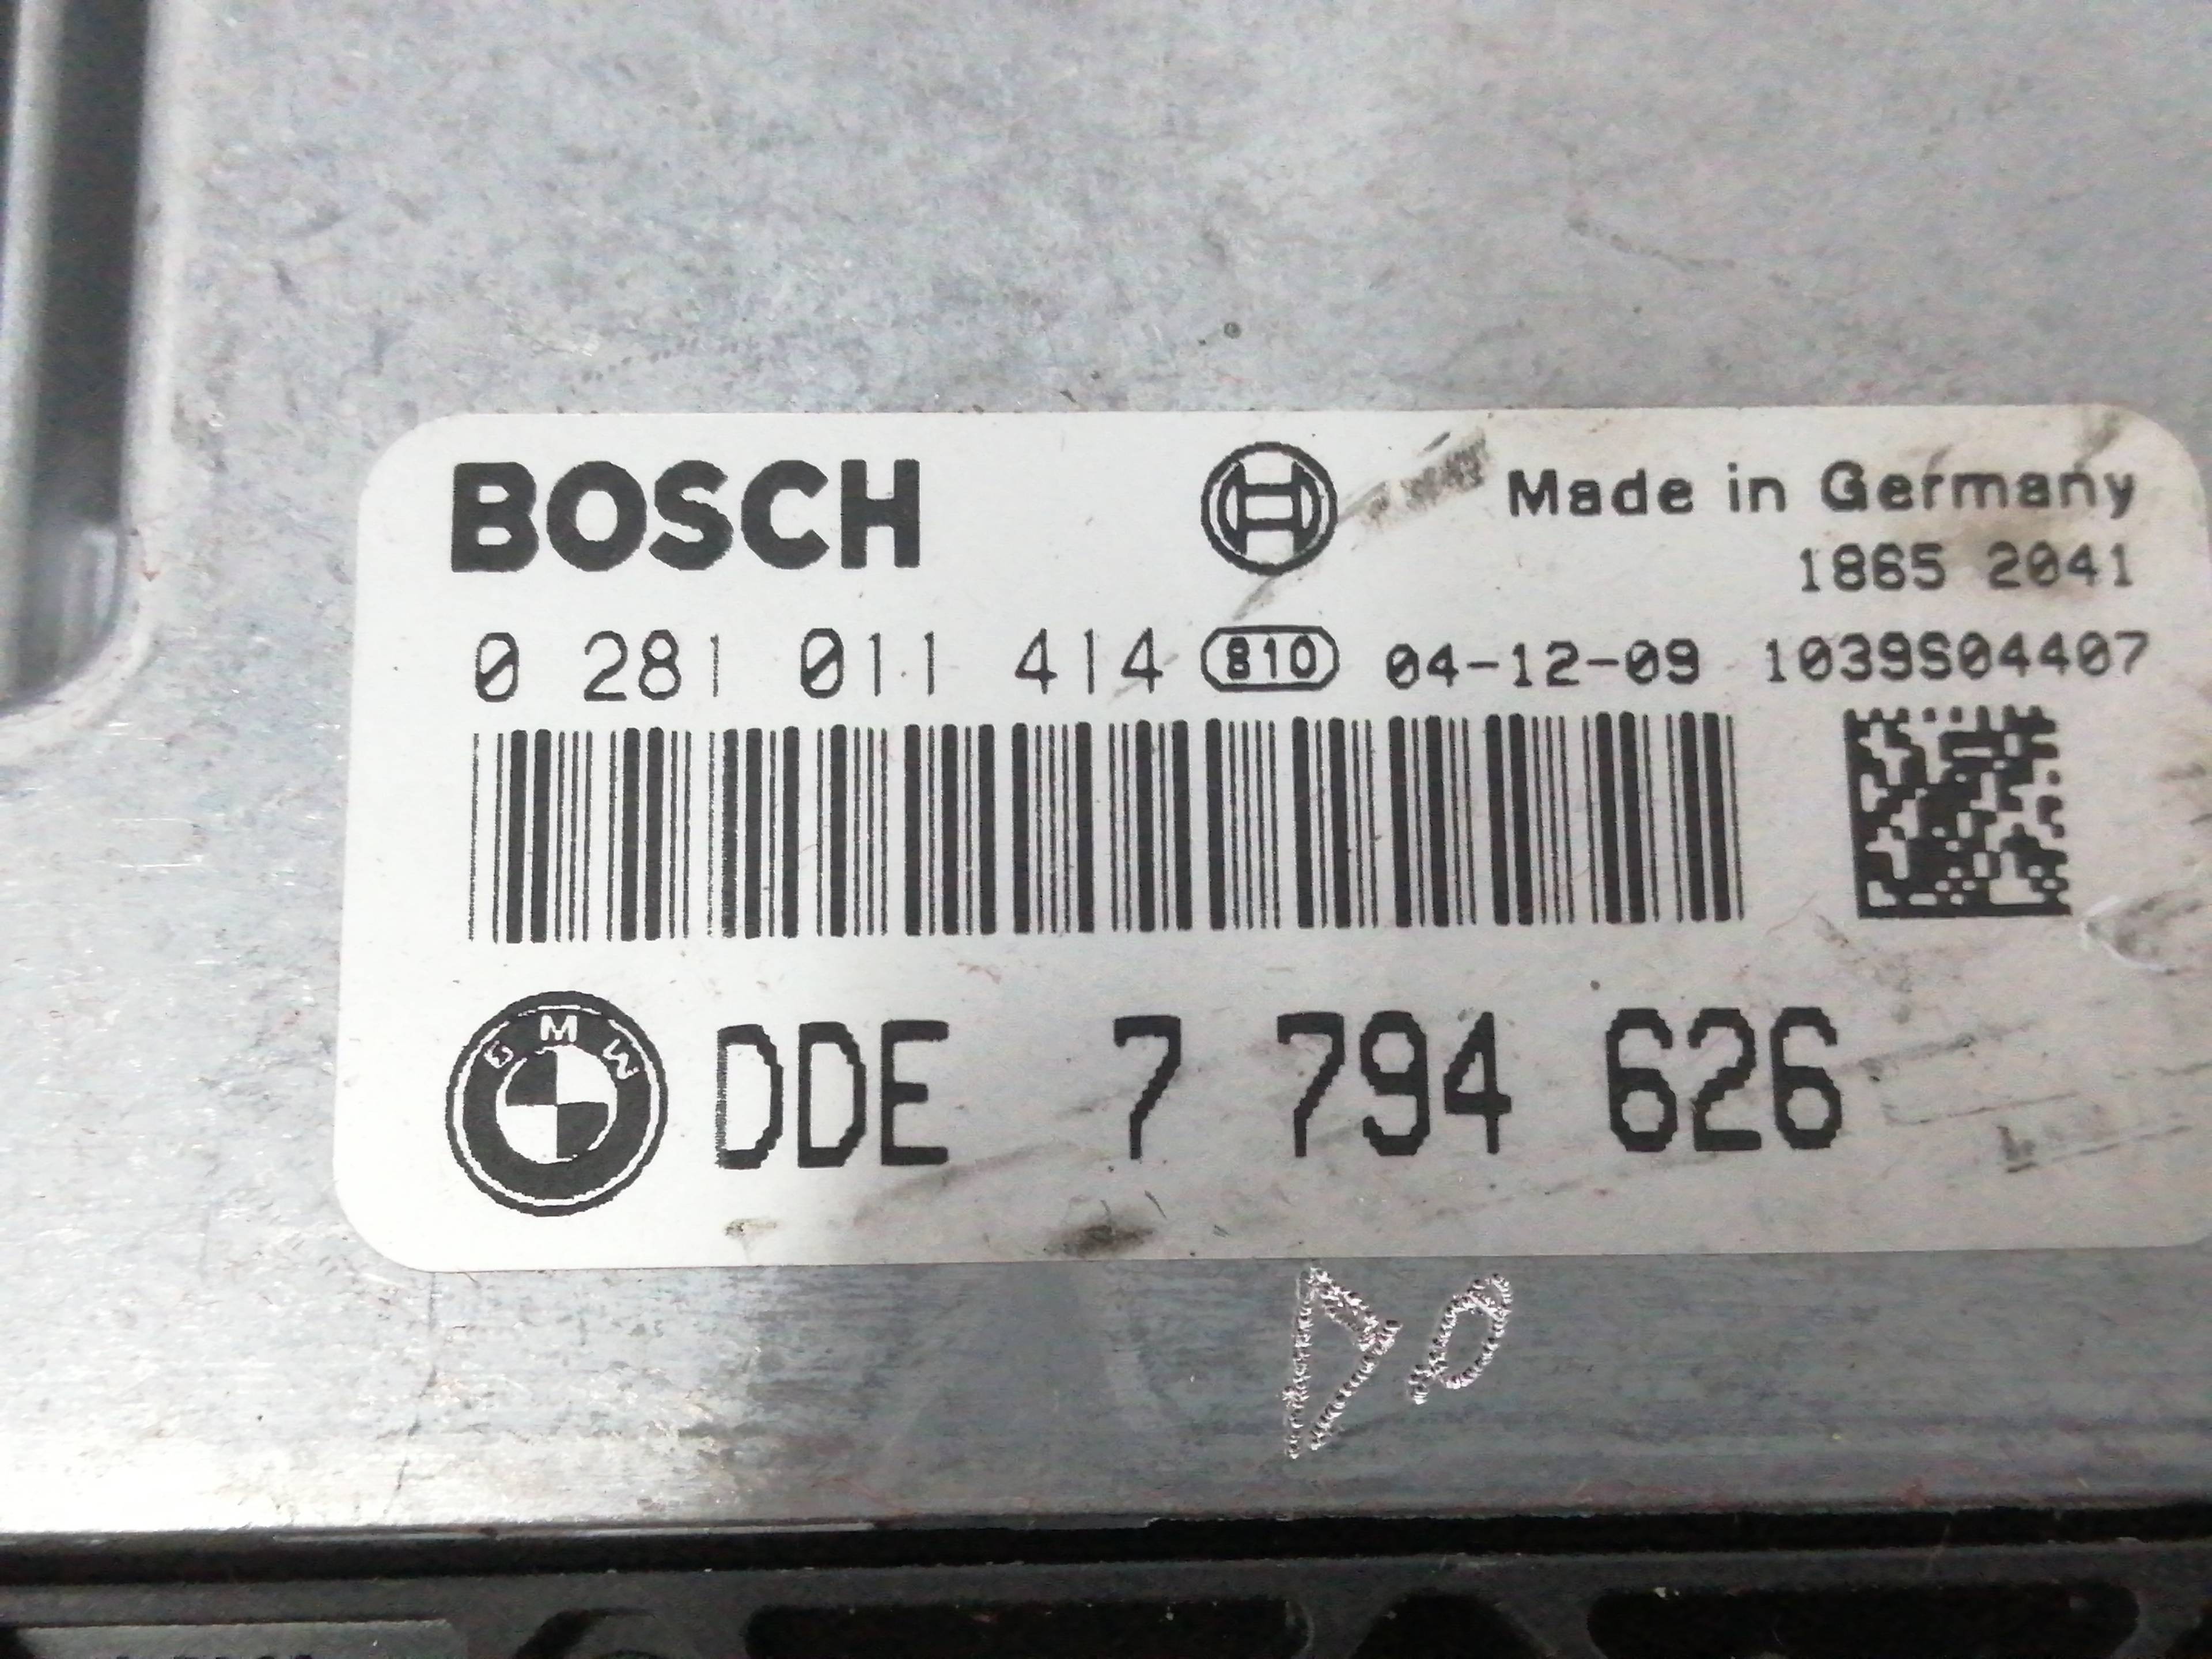 BOSCH
Made in Germany
1865 2041
0 281 011 414 810 04-12-09 1039S04407
BMW
DDE 7 794 626